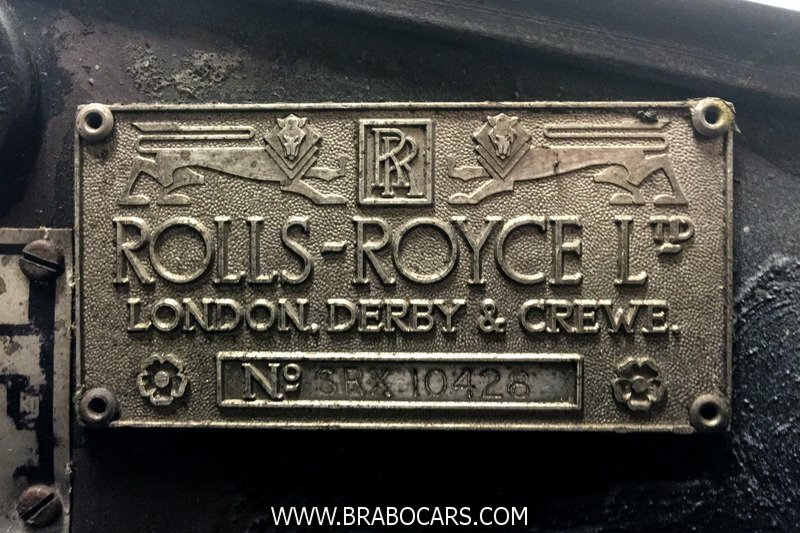 RR
ROLLS-ROYCE LTD
LONDON, DERBY & CREWE.
Nº SRX 10426
WWW.BRABOCARS.COM